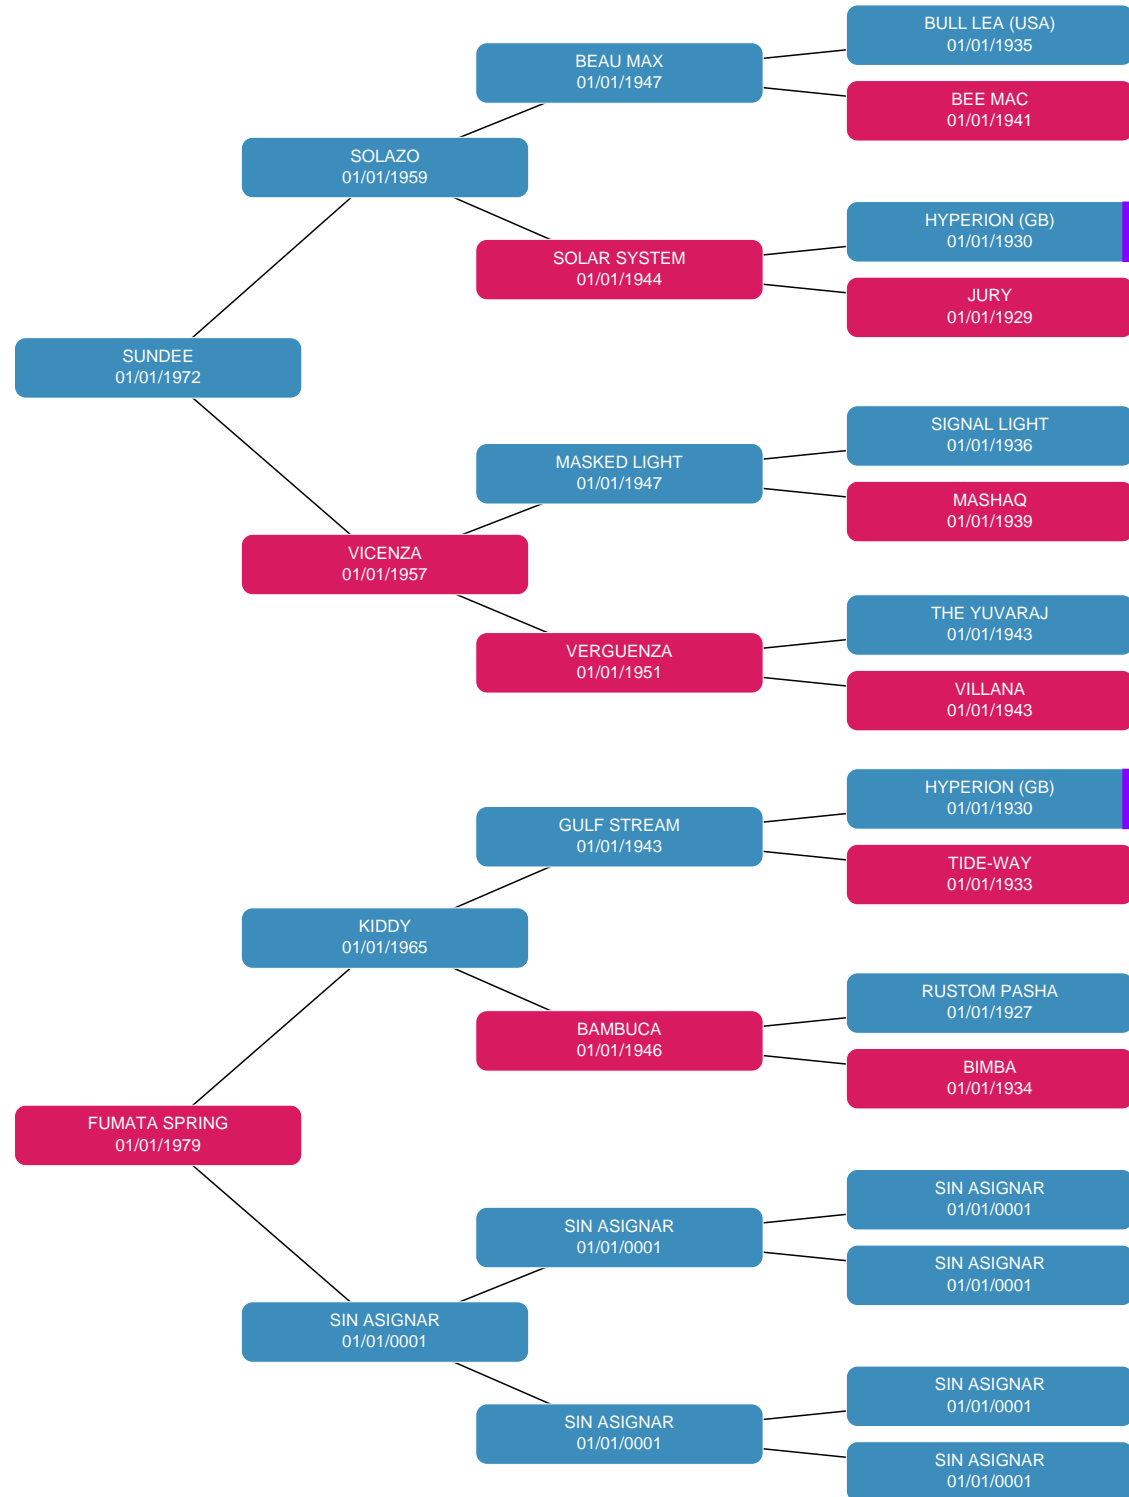 BULL LEA (USA)
01/01/1935
BEAU MAX
01/01/1947
BEE MAC
01/01/1941
SOLAZO
01/01/1959
HYPERION (GB)
01/01/1930
SOLAR SYSTEM
01/01/1944
JURY
01/01/1929
SUNDEE
01/01/1972
SIGNAL LIGHT
01/01/1936
MASKED LIGHT
01/01/1947
MASHAQ
01/01/1939
VICENZA
01/01/1957
THE YUVARAJ
01/01/1943
VERGUENZA
01/01/1951
VILLANA
01/01/1943
HYPERION (GB)
01/01/1930
GULF STREAM
01/01/1943
TIDE-WAY
01/01/1933
KIDDY
01/01/1965
RUSTOM PASHA
01/01/1927
BAMBUCA
01/01/1946
BIMBA
01/01/1934
FUMATA SPRING
01/01/1979
SIN ASIGNAR
01/01/0001
SIN ASIGNAR
01/01/0001
SIN ASIGNAR
01/01/0001
SIN ASIGNAR
01/01/0001
SIN ASIGNAR
01/01/0001
SIN ASIGNAR
01/01/0001
SIN ASIGNAR
01/01/0001